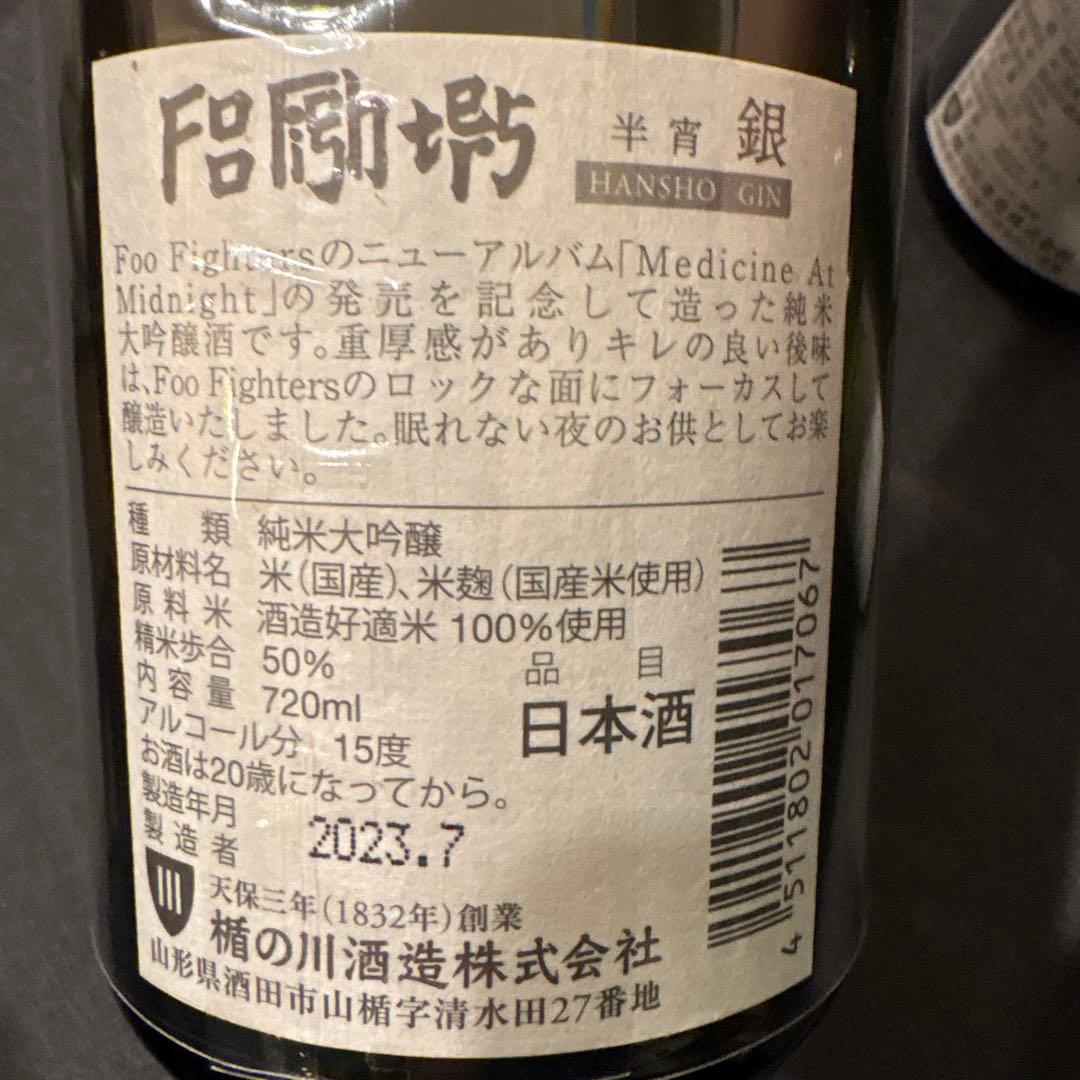 半宵 銀
HANSHO GIN
Foo Fightersのニューアルバム「Medicine At
Midnight」の発売を記念して造った純米
大吟醸酒です。重厚感がありキレの良い後味
は、Foo Fightersのロックな面にフォーカスして
醸造いたしました。眠れない夜のお供としてお楽
しみください。
種類 純米大吟醸
原材料名 米(国産)、米麹(国産米使用)
原料米 酒造好適米 100%使用
精米歩合 50%
内容量 720ml
アルコール分 15度
品目
日本酒
お酒は20歳になってから。
製造年月 2023.7
製造者
天保三年(1832年)創業
楯の川酒造株式会社
山形県酒田市山楯字清水田27番地
4 511802 017067